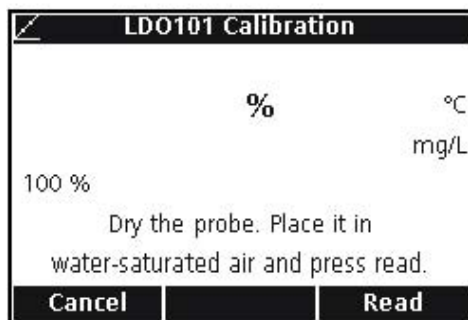 LDO101 Calibration
%
°C
mg/L
100 %
Dry the probe. Place it in
water-saturated air and press read.
Cancel
Read